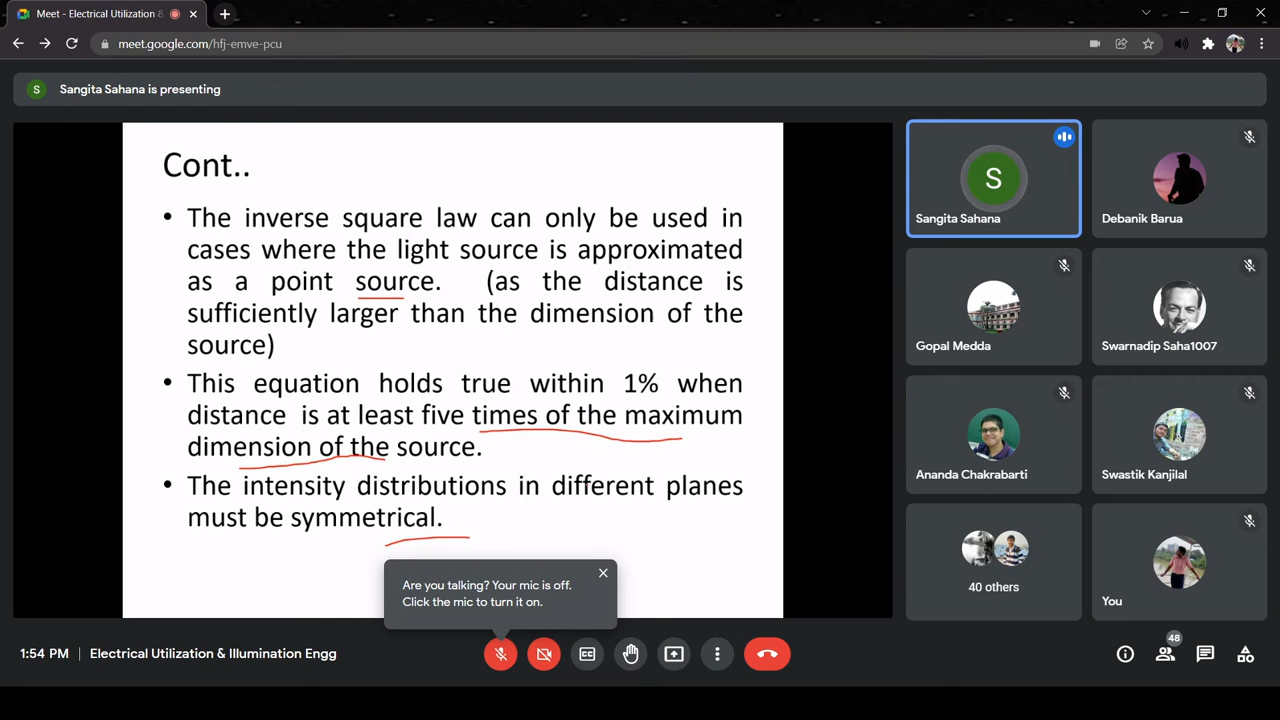 Meet - Electrical Utilization &
meet.google.com/hfj-emve-pcu
S Sangita Sahana is presenting
Cont..
• The inverse square law can only be used in
cases where the light source is approximated
as a point source. (as the distance is
sufficiently larger than the dimension of the
source)
• This equation holds true within 1% when
distance is at least five times of the maximum
dimension of the source.
• The intensity distributions in different planes
must be symmetrical.
S
Sangita Sahana
Debanik Barua
Gopal Medda
Swarnadip Saha1007
Ananda Chakrabarti
Swastik Kanjilal
40 others
You
Are you talking? Your mic is off.
Click the mic to turn it on.
1:54 PM | Electrical Utilization & Illumination Engg
48